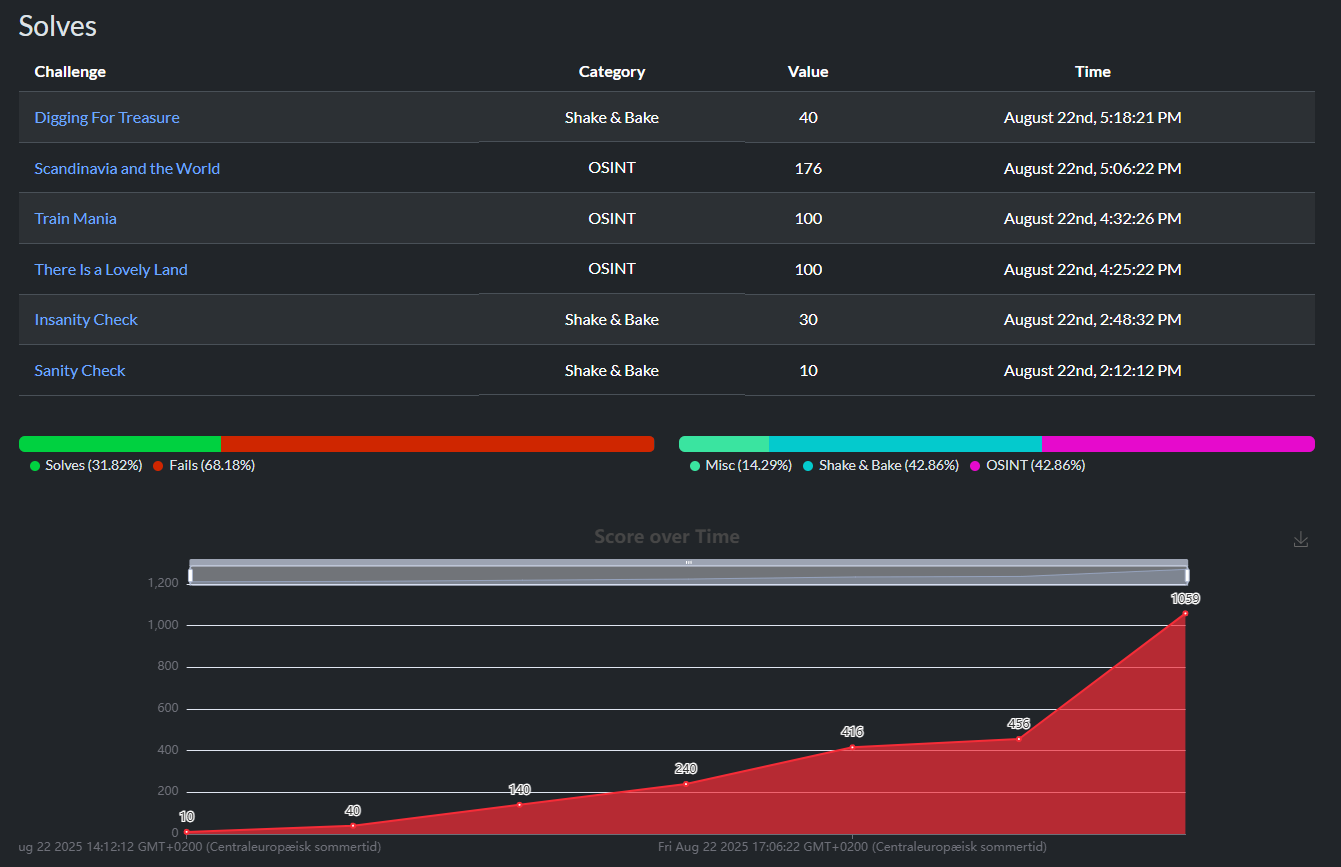 Solves
Challenge Category Value Time
Digging For Treasure Shake & Bake 40 August 22nd, 5:18:21 PM
Scandinavia and the World OSINT 176 August 22nd, 5:06:22 PM
Train Mania OSINT 100 August 22nd, 4:32:26 PM
There Is a Lovely Land OSINT 100 August 22nd, 4:25:22 PM
Insanity Check Shake & Bake 30 August 22nd, 2:48:32 PM
Sanity Check Shake & Bake 10 August 22nd, 2:12:12 PM
Solves (31.82%) Fails (68.18%) Misc (14.29%) Shake & Bake (42.86%) OSINT (42.86%)
Score over Time
1,200
1059
1,000
800
600
456
416
400
240
200
140
40
10
0
ug 22 2025 14:12:12 GMT+0200 (Centraleuropæisk sommertid) Fri Aug 22 2025 17:06:22 GMT+0200 (Centraleuropæisk sommertid)